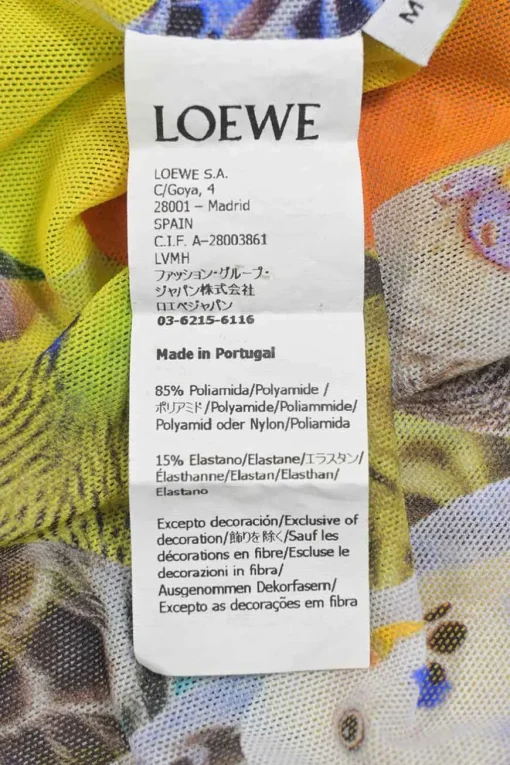 M
LOEWE
LOEWE S.A.
C/Goya, 4
28001 – Madrid
SPAIN
C.I.F. A–28003861
LVMH
ファッション・グループ・
ジャパン株式会社
ロエベジャパン
03-6215-6116
Made in Portugal
85% Poliamida/Polyamide /
ポリアミド/Polyamide/Poliammide/
Polyamid oder Nylon/Poliamida
15% Elastano/Elastane/エラスタン/
Élasthanne/Elastan/Elasthan/
Elastano
Excepto decoración/Exclusive of
decoration/飾りを除く/Sauf les
décorations en fibre/Escluse le
decorazioni in fibra/
Ausgenommen Dekorfasern/
Excepto as decorações em fibra